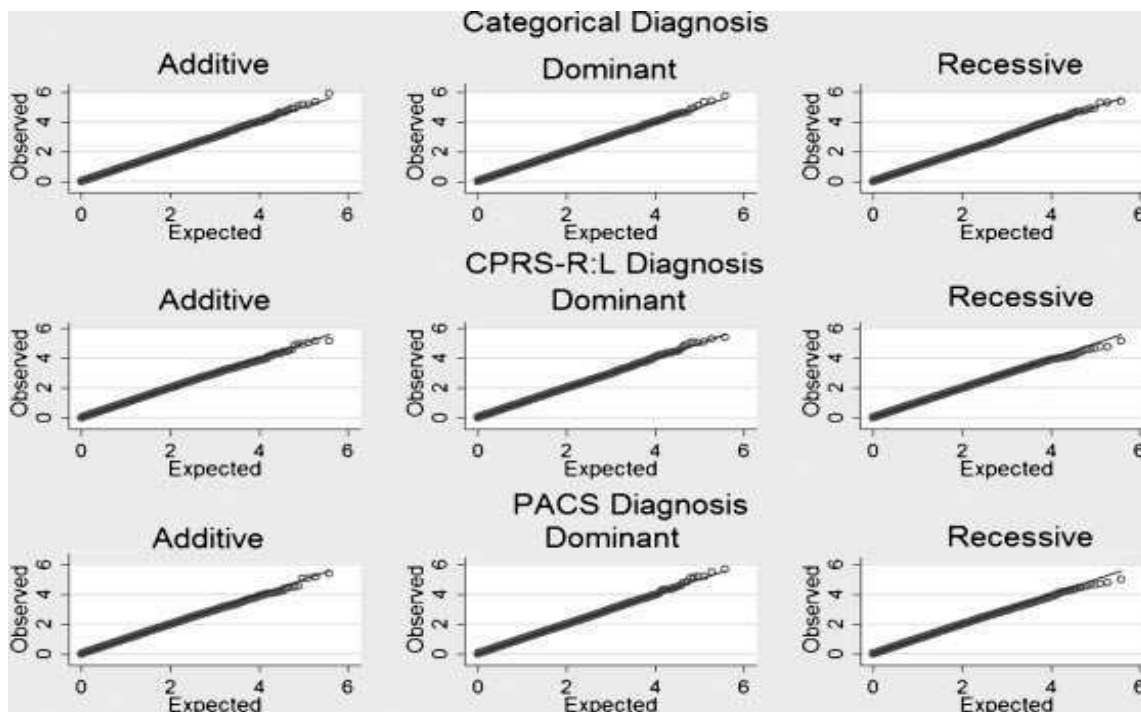 Categorical Diagnosis
Additive Dominant Recessive
Observed 6 4 2 0 Observed 6 4 2 0 Observed 6 4 2 0
0 2 4 6 0 2 4 6 0 2 4 6
Expected Expected Expected
CPRS-R:L Diagnosis
Additive Dominant Recessive
Observed 6 4 2 0 Observed 6 4 2 0 Observed 6 4 2 0
0 2 4 6 0 2 4 6 0 2 4 6
Expected Expected Expected
PACS Diagnosis
Additive Dominant Recessive
Observed 6 4 2 0 Observed 6 4 2 0 Observed 6 4 2 0
0 2 4 6 0 2 4 6 0 2 4 6
Expected Expected Expected